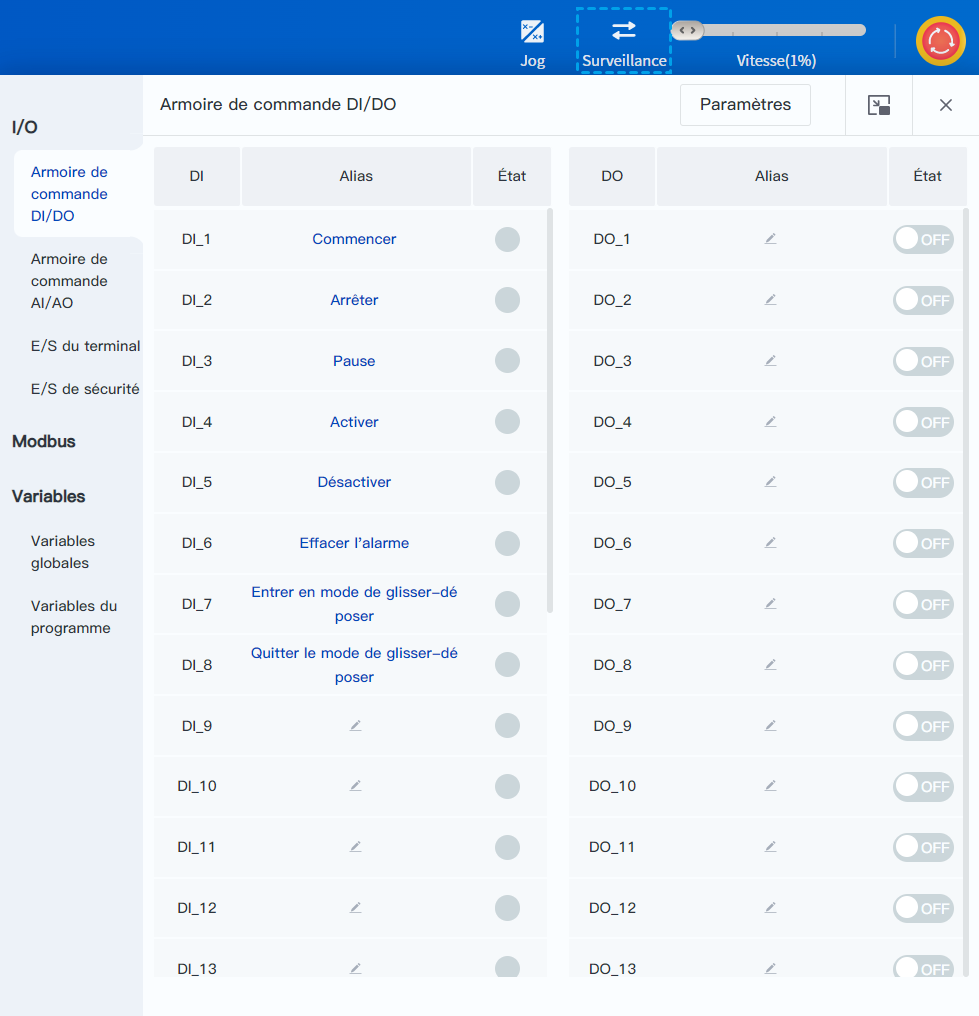 Jog
Surveillance
Vitesse(1%)
I/O
Armoire de
commande
DI/DO
Armoire de
commande
AI/AO
E/S du terminal
E/S de sécurité
Modbus
Variables
Variables
globales
Variables du
programme
Armoire de commande DI/DO
Paramètres
DI Alias État
DI_1 Commencer
DI_2 Arrêter
DI_3 Pause
DI_4 Activer
DI_5 Désactiver
DI_6 Effacer l'alarme
DI_7 Entrer en mode de glisser-dé
poser
DI_8 Quitter le mode de glisser-dé
poser
DI_9
DI_10
DI_11
DI_12
DI_13
DO Alias État
DO_1 OFF
DO_2 OFF
DO_3 OFF
DO_4 OFF
DO_5 OFF
DO_6 OFF
DO_7 OFF
DO_8 OFF
DO_9 OFF
DO_10 OFF
DO_11 OFF
DO_12 OFF
DO_13 OFF